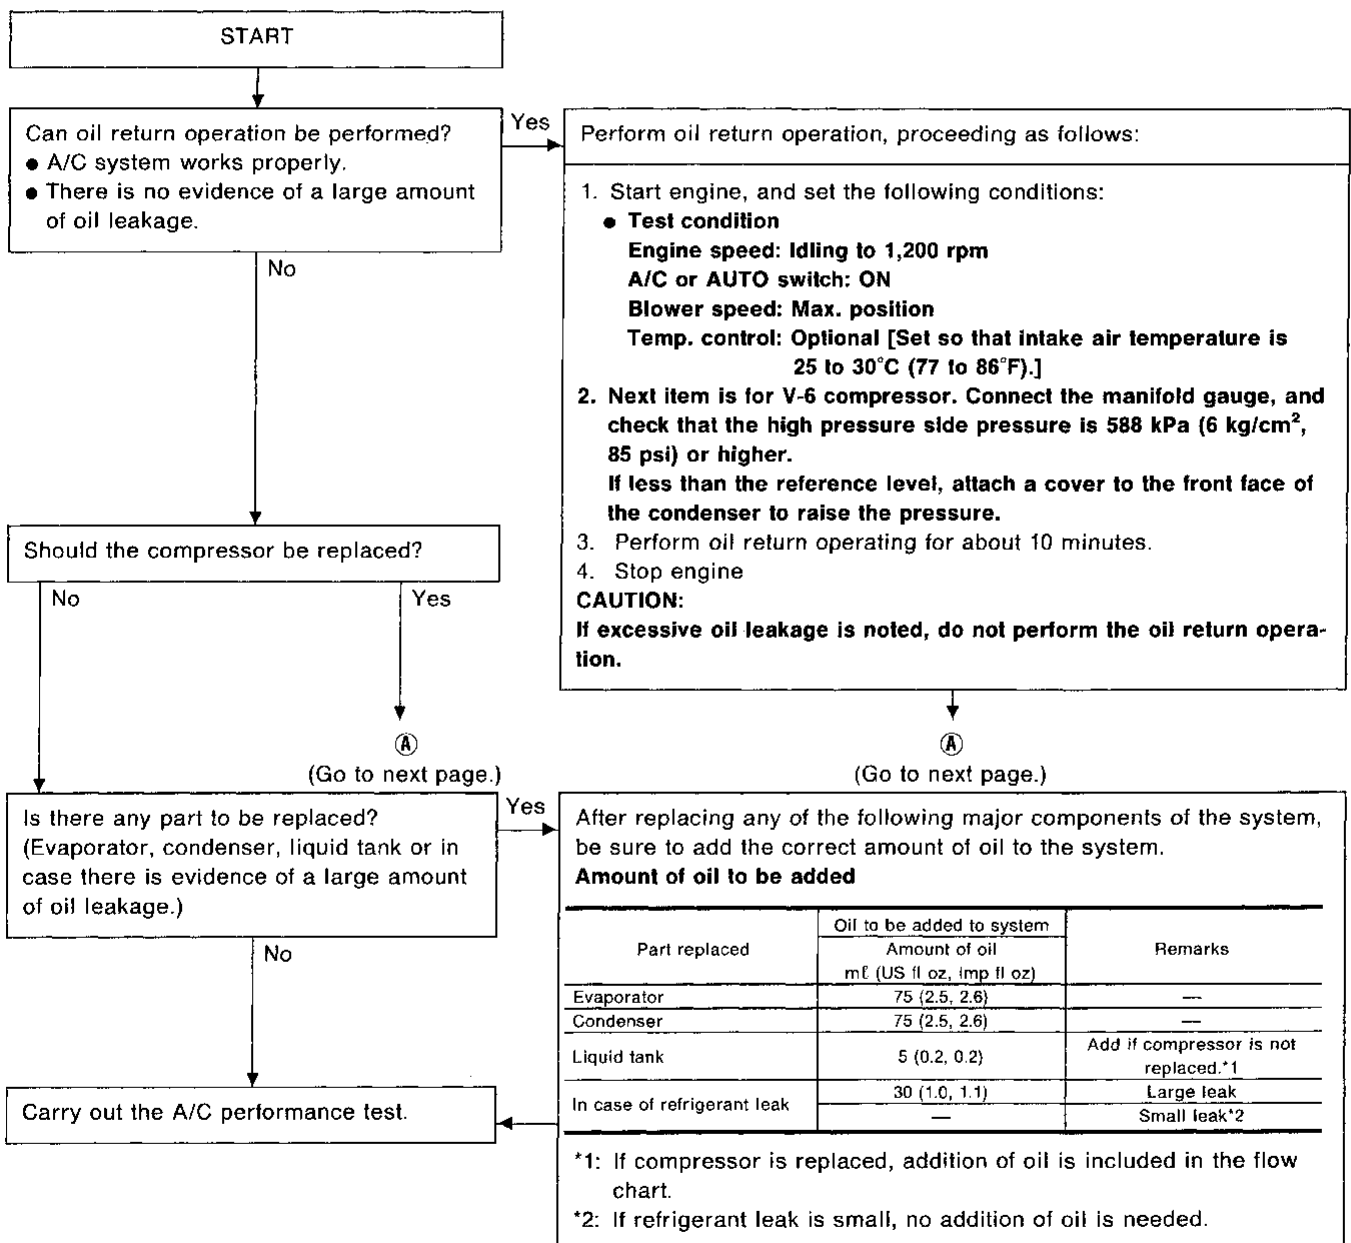 START
Can oil return operation be performed?
● A/C system works properly.
● There is no evidence of a large amount
of oil leakage.
Yes
No
Perform oil return operation, proceeding as follows:
1. Start engine, and set the following conditions:
● Test condition
Engine speed: Idling to 1,200 rpm
A/C or AUTO switch: ON
Blower speed: Max. position
Temp. control: Optional [Set so that intake air temperature is
25 to 30°C (77 to 86°F).]
2. Next item is for V-6 compressor. Connect the manifold gauge, and
check that the high pressure side pressure is 588 kPa (6 kg/cm², 
85 psi) or higher.
If less than the reference level, attach a cover to the front face of
the condenser to raise the pressure.
3. Perform oil return operating for about 10 minutes.
4. Stop engine
CAUTION:
If excessive oil leakage is noted, do not perform the oil return opera-
tion.
Should the compressor be replaced?
No
Yes
Ⓐ
(Go to next page.)
Ⓐ
(Go to next page.)
Is there any part to be replaced?
(Evaporator, condenser, liquid tank or in
case there is evidence of a large amount
of oil leakage.)
Yes
No
After replacing any of the following major components of the system,
be sure to add the correct amount of oil to the system.
Amount of oil to be added
Part replaced
Oil to be added to system
Amount of oil
mℓ (US fl oz, Imp fl oz)
Remarks
Evaporator 75 (2.5, 2.6) —
Condenser 75 (2.5, 2.6) —
Liquid tank 5 (0.2, 0.2) Add if compressor is not
replaced.*1
In case of refrigerant leak 30 (1.0, 1.1) Large leak
— Small leak*2
*1: If compressor is replaced, addition of oil is included in the flow
chart.
*2: If refrigerant leak is small, no addition of oil is needed.
Carry out the A/C performance test.